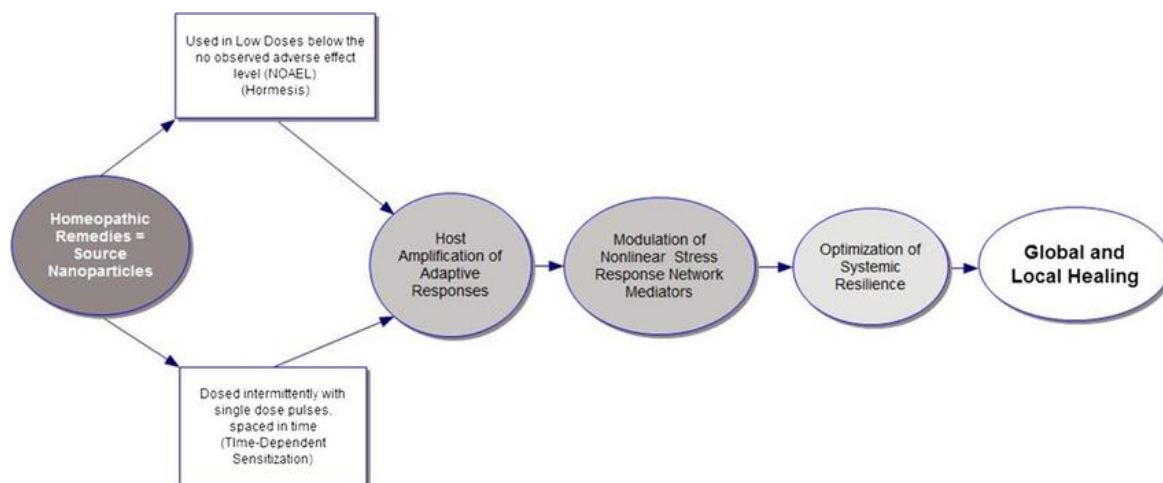 Used in Low Doses below the
no observed adverse effect
level (NOAEL)
(Hormesis)
Homeopathic
Remedies =
Source
Nanoparticles
Dosed intermittently with
single dose pulses,
spaced in time
(TIme-Dependent
Sensitization)
Host
Amplification of
Adaptive
Responses
Modulation of
Nonlinear Stress
Response Network
Mediators
Optimization of
Systemic
Resilience
Global and
Local Healing